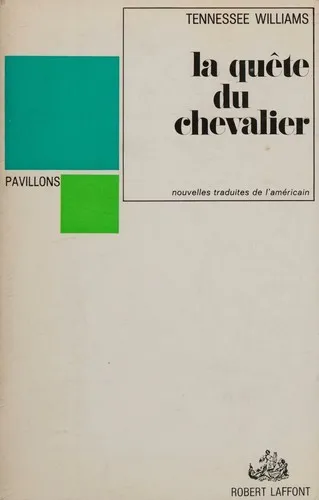 TENNESSEE WILLIAMS
la quête
du
chevalier
PAVILLONS
nouvelles traduites de l'américain
ROBERT LAFFONT